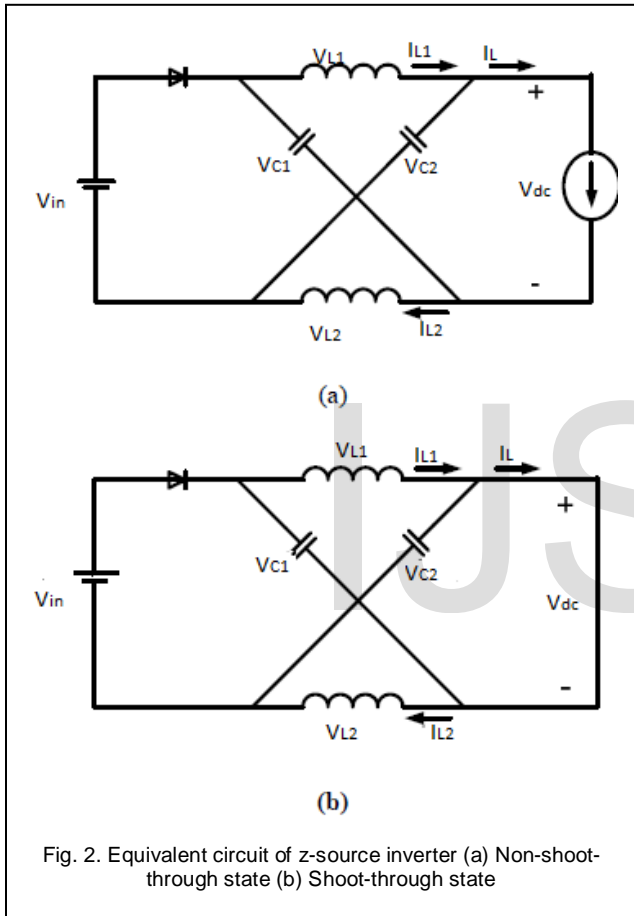 VL1 IL1 IL
+
VC1 VC2
Vin Vdc
-
VL2 IL2
(a)
VL1 IL1 IL
+
VC1 VC2
Vin Vdc
-
VL2 IL2
(b)
IJS
Fig. 2. Equivalent circuit of z-source inverter (a) Non-shoot-
through state (b) Shoot-through state